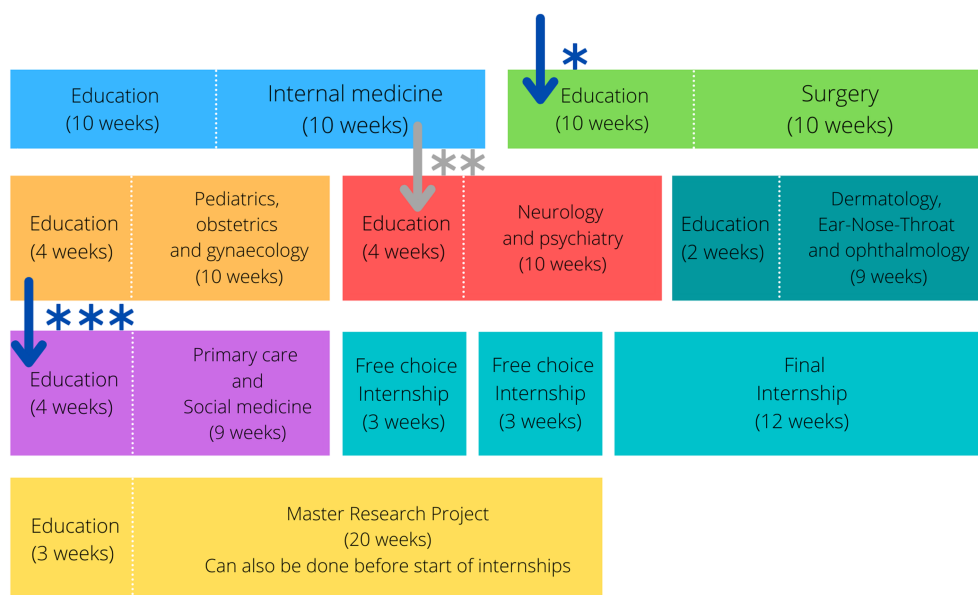 *
Education
(10 weeks)
Internal medicine
(10 weeks)
Education
(10 weeks)
Surgery
(10 weeks)
**
Education
(4 weeks)
Pediatrics,
obstetrics
and gynaecology
(10 weeks)
Education
(4 weeks)
Neurology
and psychiatry
(10 weeks)
Education
(2 weeks)
Dermatology,
Ear-Nose-Throat
and ophthalmology
(9 weeks)
***
Education
(4 weeks)
Primary care
and
Social medicine
(9 weeks)
Free choice
Internship
(3 weeks)
Free choice
Internship
(3 weeks)
Final
Internship
(12 weeks)
Education
(3 weeks)
Master Research Project
(20 weeks)
Can also be done before start of internships